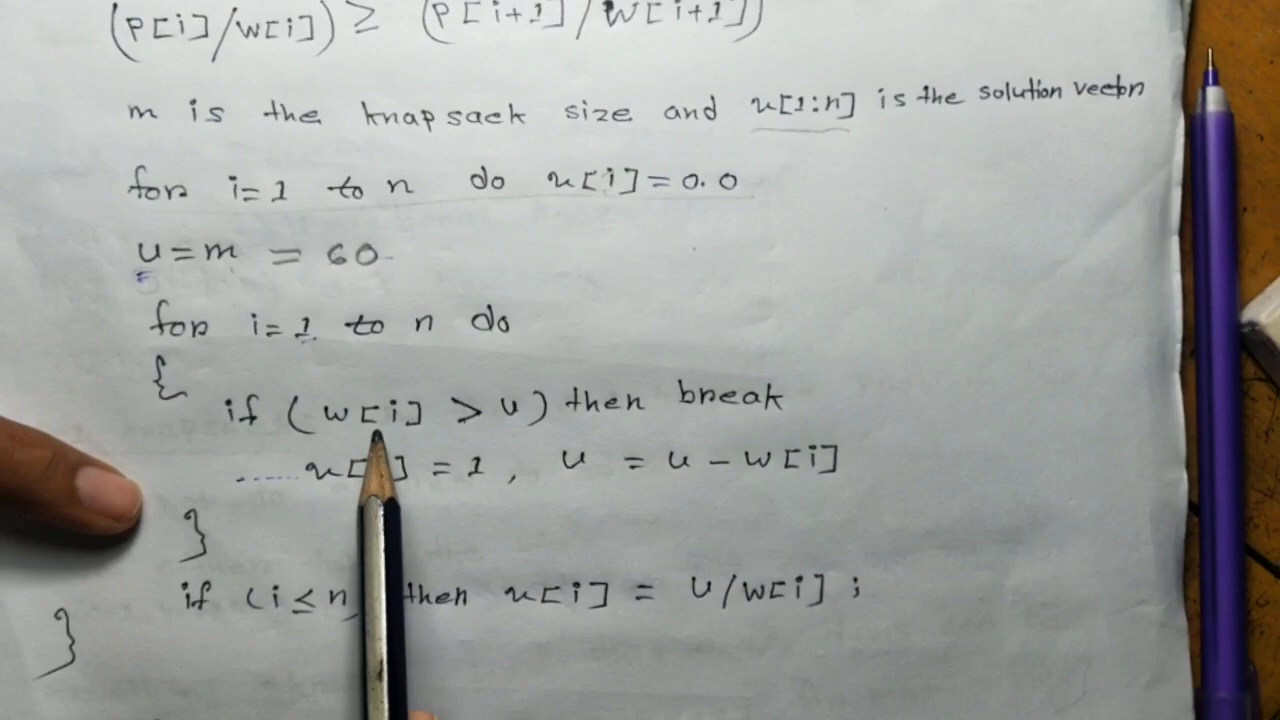 (P[i]/W[i]) ≥ (P[i+1]/W[i+1])
m is the knapsack size and x[1:n] is the solution vector
for i=1 to n do x[i]=0.0
U=m = 60
for i=1 to n do
{
if (W[i] > U) then break
x[ ] = 1, U = U - W[i]
}
if (i≤n then x[i] = U/W[i];
}